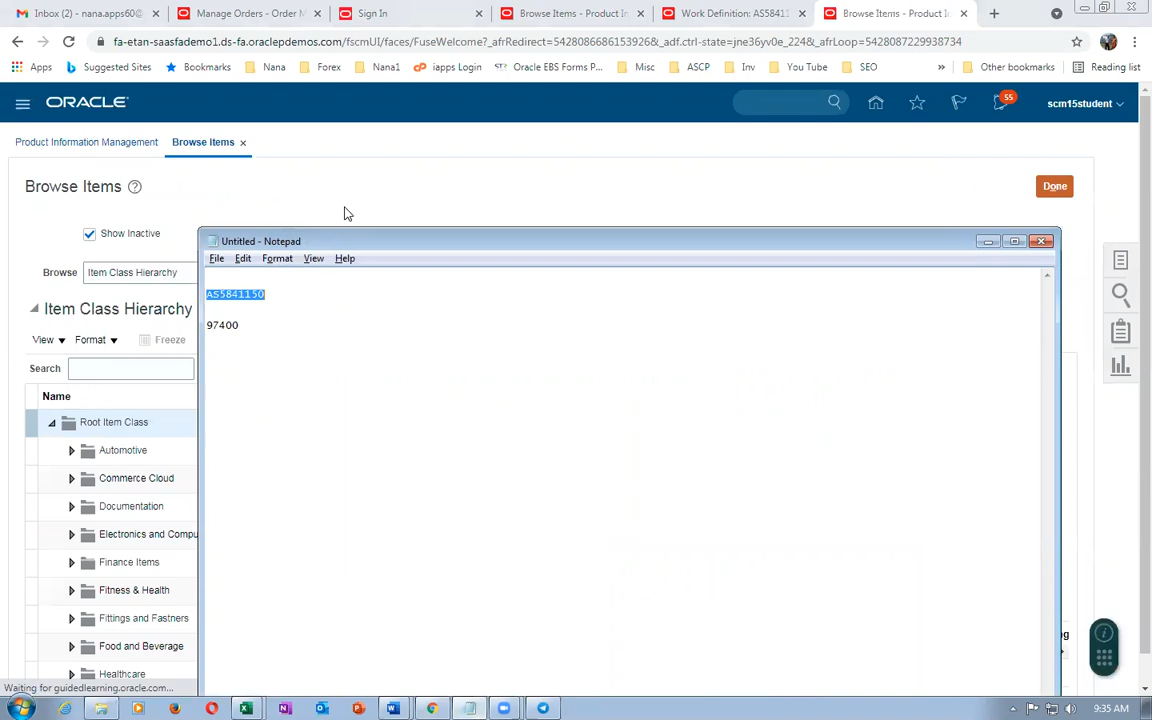 Inbox (2) - nana.apps60@
Manage Orders - Order M
Sign In
Browse Items - Product In
Work Definition: AS58411
Browse Items - Product In
fa-etan-saasfademo1.ds-fa.oraclepdemos.com/fscmUI/faces/FuseWelcome?_afrRedirect=5428086686153926&_adf.ctrl-state=jne36yv0e_224&_afrLoop=5428087229938734
Apps
Suggested Sites
Bookmarks
Nana
Forex
Nana1
iapps Login
Oracle EBS Forms P...
Misc
ASCP
Inv
You Tube
SEO
»
Other bookmarks
Reading list
ORACLE
55
scm15student
Product Information Management
Browse Items
Browse Items
Done
Show Inactive
Untitled - Notepad
File Edit Format View Help
Browse
Item Class Hierarchy
AS5841150
Item Class Hierarchy
97400
View
Format
Freeze
Search
Name
Root Item Class
Automotive
Commerce Cloud
Documentation
Electronics and Compu
Finance Items
Fitness & Health
Fittings and Fasteners
Food and Beverage
Healthcare
Waiting for guidedlearning.oracle.com...
9:35 AM